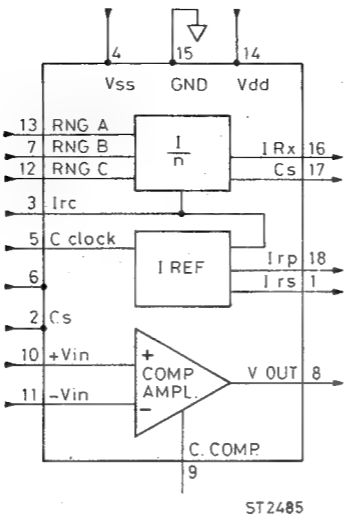 4 15 14
Vss GND Vdd
13 RNG A
7 RNG B
12 RNG C
I
n
I Rx 16
Cs 17
3 Irc
5 C clock
I REF
Irp 18
Irs 1
6
2 Cs
10 +Vin
11 -Vin
+
COMP
AMPL.
-
V OUT 8
C. COMP.
9
ST2485